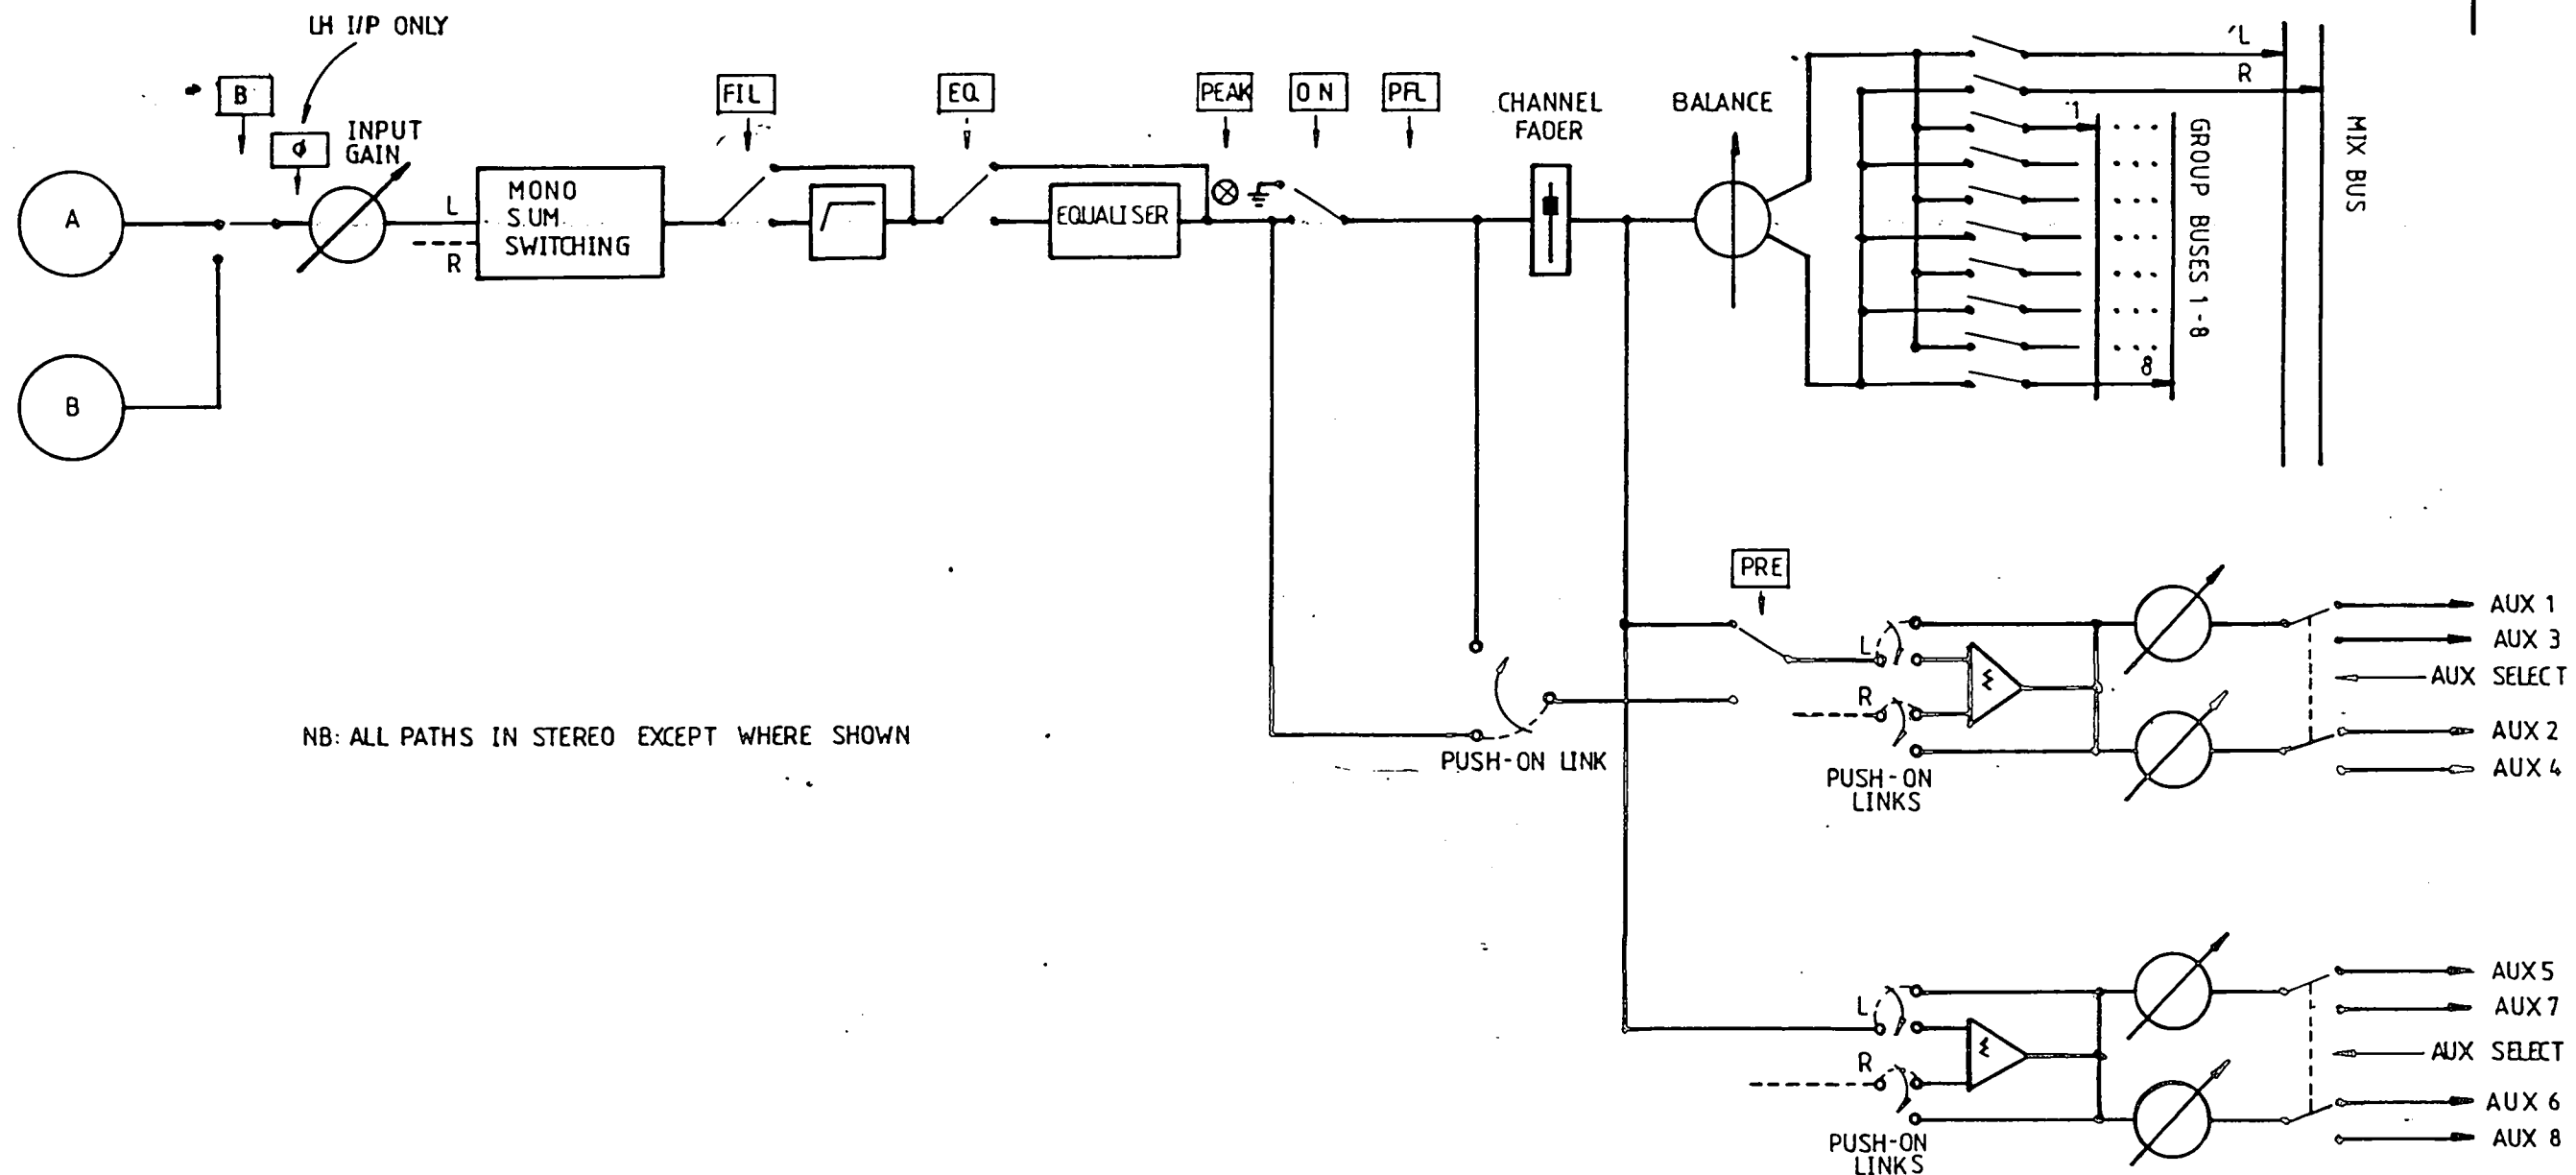 LH I/P ONLY
B
Φ
INPUT
GAIN
A
B
L
R
MONO
SUM
SWITCHING
FIL
EQ
EQUALISER
PEAK
ON
PFL
CHANNEL
FADER
BALANCE
L
R
1
8
GROUP BUSES 1-8
MIX BUS
NB: ALL PATHS IN STEREO EXCEPT WHERE SHOWN
PUSH-ON LINK
PRE
L
R
PUSH-ON
LINKS
AUX 1
AUX 3
AUX SELECT
AUX 2
AUX 4
L
R
PUSH-ON
LINKS
AUX 5
AUX 7
AUX SELECT
AUX 6
AUX 8